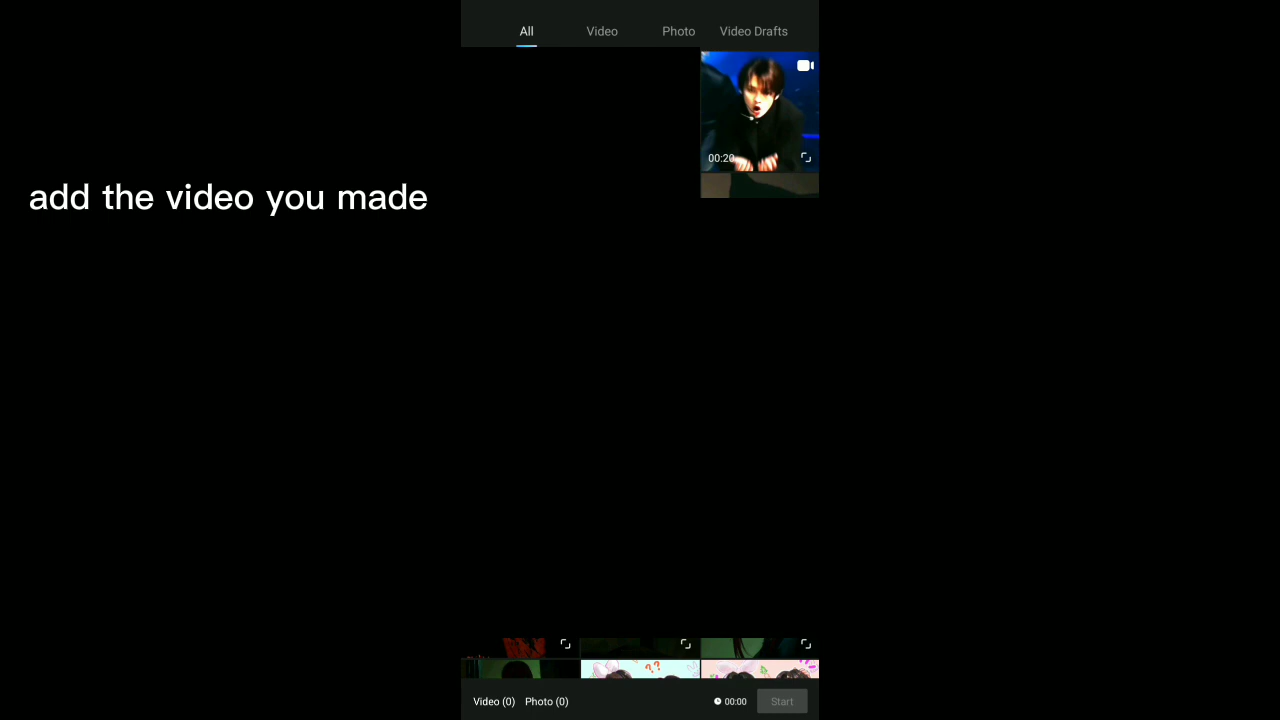 All Video Photo Video Drafts
00:20
add the video you made
??
Video (0) Photo (0) 00:00 Start